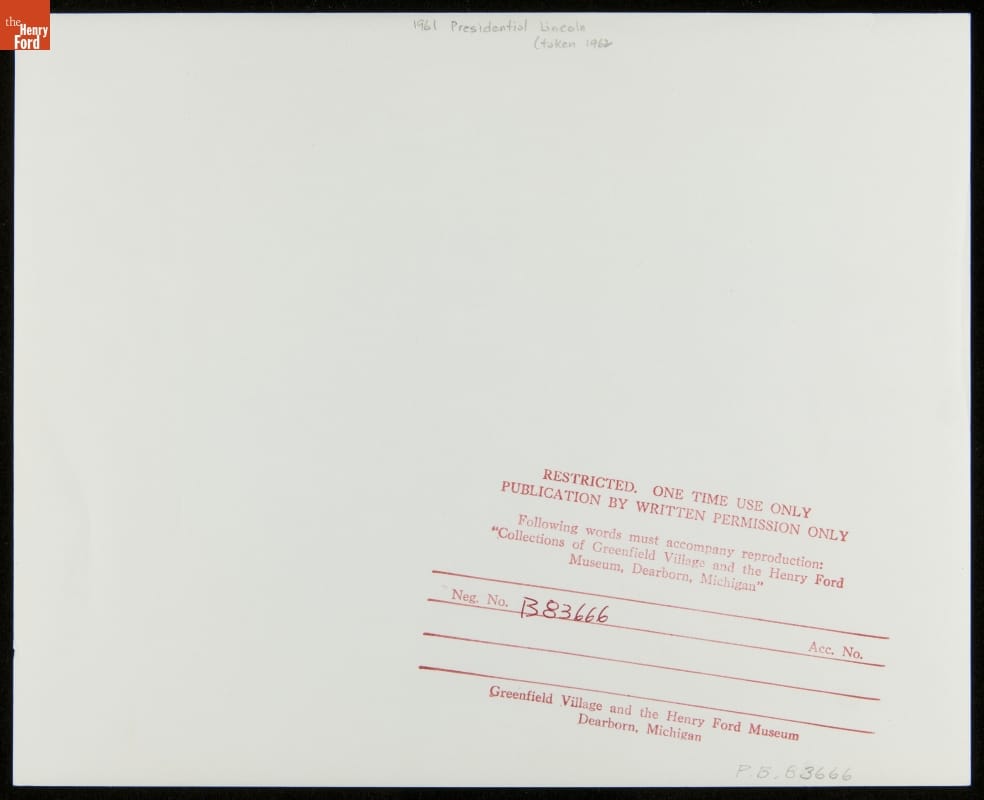 the
Henry
Ford
1961 Presidential Lincoln
(taken 1962
RESTRICTED. ONE TIME USE ONLY
PUBLICATION BY WRITTEN PERMISSION ONLY
Following words must accompany reproduction:
"Collections of Greenfield Village and the Henry Ford
Museum, Dearborn, Michigan"
Neg. No. B83666
Acc. No.
Greenfield Village and the Henry Ford Museum
Dearborn, Michigan
P.B. 83666